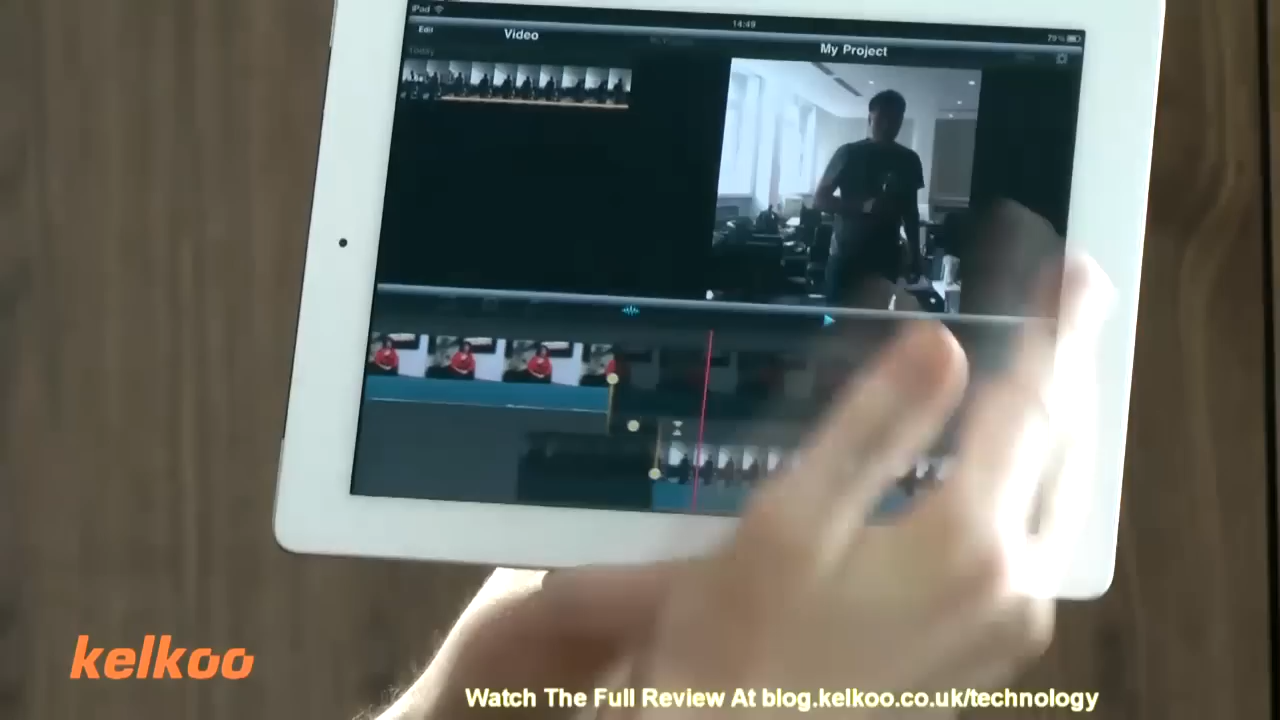 iPad
14:49
79%
Edit
Video
My Project
Today
kelkoo
Watch The Full Review At blog.kelkoo.co.uk/technology